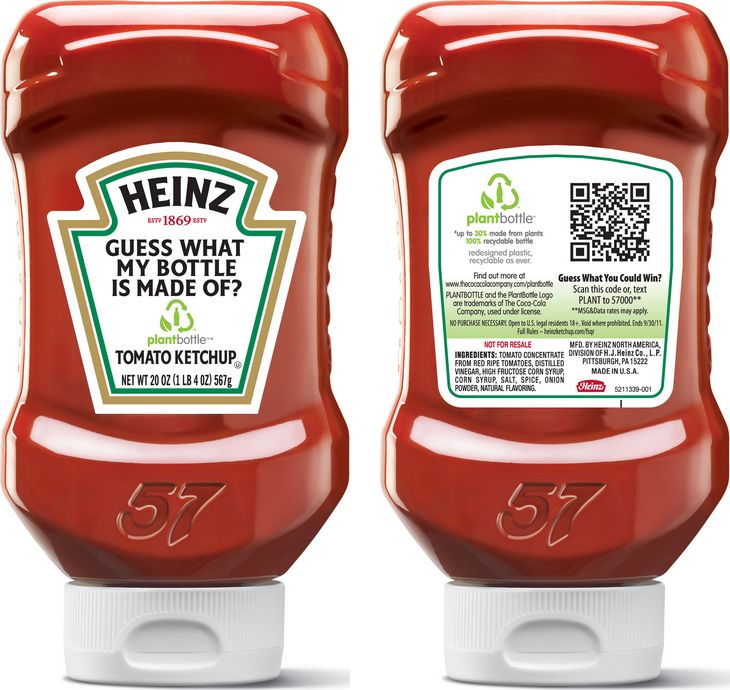 HEINZ
ESTD 1869 ESTD
GUESS WHAT
MY BOTTLE
IS MADE OF?
plantbottle™*
TOMATO KETCHUP
NET WT 20 OZ (1 LB 4 OZ) 567g
57
plantbottle™
*up to 30% made from plants
100% recyclable bottle
redesigned plastic,
recyclable as ever.
Find out more at
www.thecocacolacompany.com/plantbottle
PLANTBOTTLE and the PlantBottle Logo
are trademarks of The Coca-Cola
Company, used under license.
Guess What You Could Win?
Scan this code or, text
PLANT to 57000**
**MSG&Data rates may apply.
NO PURCHASE NECESSARY. Open to U.S. legal residents 18+. Void where prohibited. Ends 9/30/11.
Full Rules – heinzketchup.com/fsqr
NOT FOR RESALE
INGREDIENTS: TOMATO CONCENTRATE
FROM RED RIPE TOMATOES, DISTILLED
VINEGAR, HIGH FRUCTOSE CORN SYRUP,
CORN SYRUP, SALT, SPICE, ONION
POWDER, NATURAL FLAVORING.
MFD. BY HEINZ NORTH AMERICA,
DIVISION OF H.J. Heinz Co., L.P.
PITTSBURGH, PA 15222
MADE IN U.S.A.
Heinz
5211339-001
57